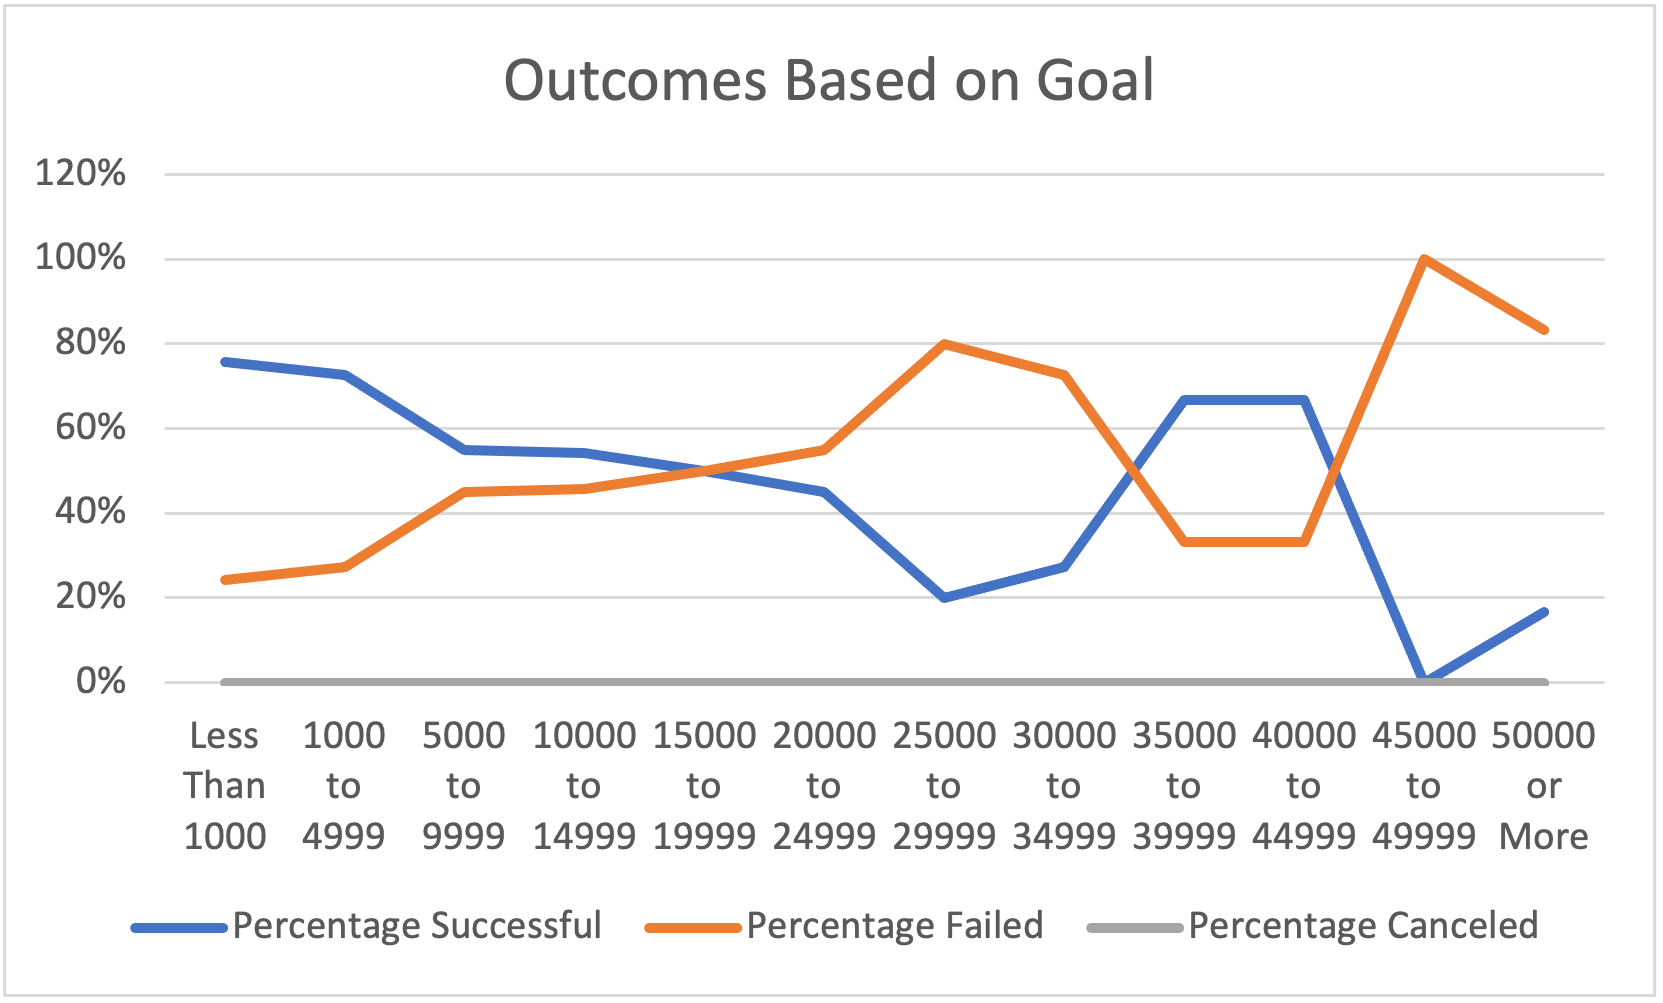 Outcomes Based on Goal
120%
100%
80%
60%
40%
20%
0%
Less Than 1000
1000 to 4999
5000 to 9999
10000 to 14999
15000 to 19999
20000 to 24999
25000 to 29999
30000 to 34999
35000 to 39999
40000 to 44999
45000 to 49999
50000 or More
Percentage Successful
Percentage Failed
Percentage Canceled